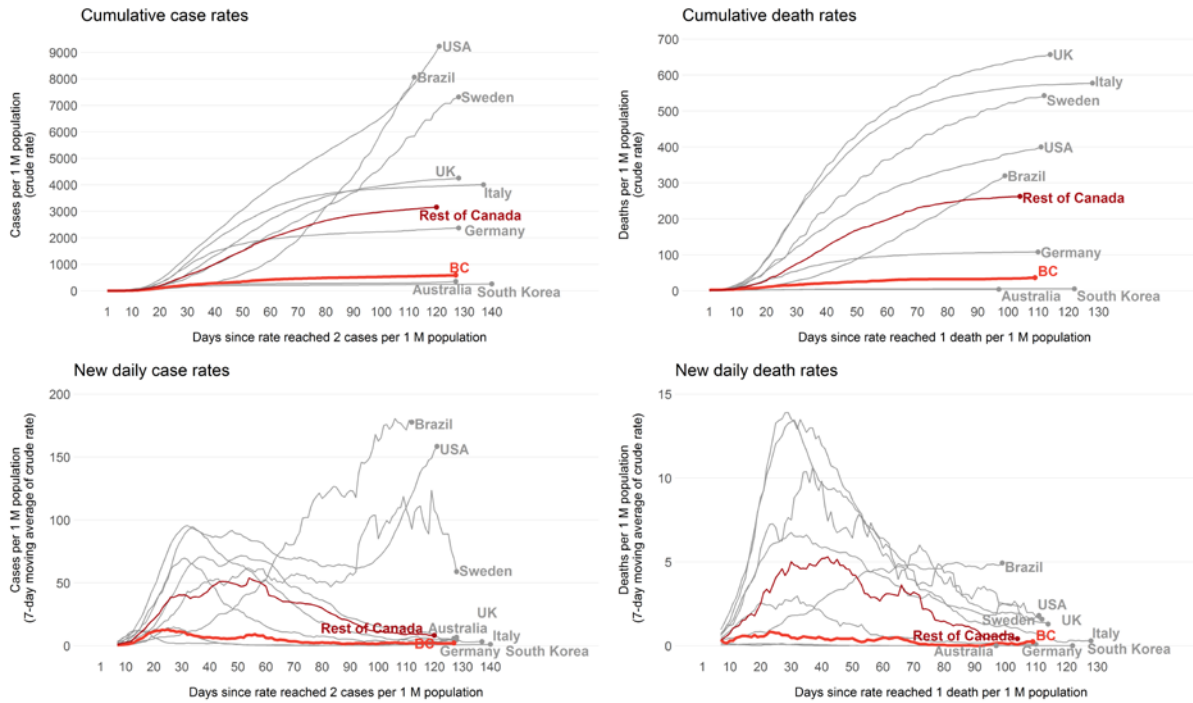 Cumulative case rates
Cases per 1 M population
(crude rate)
9000
8000
7000
6000
5000
4000
3000
2000
1000
0
USA
Brazil
Sweden
UK
Italy
Rest of Canada
Germany
BC
Australia
South Korea
1 10 20 30 40 50 60 70 80 90 100 110 120 130 140
Days since rate reached 2 cases per 1 M population
Cumulative death rates
Deaths per 1 M population
(crude rate)
700
600
500
400
300
200
100
0
UK
Italy
Sweden
USA
Brazil
Rest of Canada
Germany
BC
Australia
South Korea
1 10 20 30 40 50 60 70 80 90 100 110 120 130
Days since rate reached 1 death per 1 M population
New daily case rates
Cases per 1 M population
(7-day moving average of crude rate)
200
150
100
50
0
Brazil
USA
Sweden
UK
Rest of Canada
Australia
Italy
BC
Germany
South Korea
1 10 20 30 40 50 60 70 80 90 100 110 120 130 140
Days since rate reached 2 cases per 1 M population
New daily death rates
Deaths per 1 M population
(7-day moving average of crude rate)
15
10
5
0
Brazil
USA
Sweden
UK
Rest of Canada
BC
Italy
Australia
Germany
South Korea
1 10 20 30 40 50 60 70 80 90 100 110 120 130
Days since rate reached 1 death per 1 M population